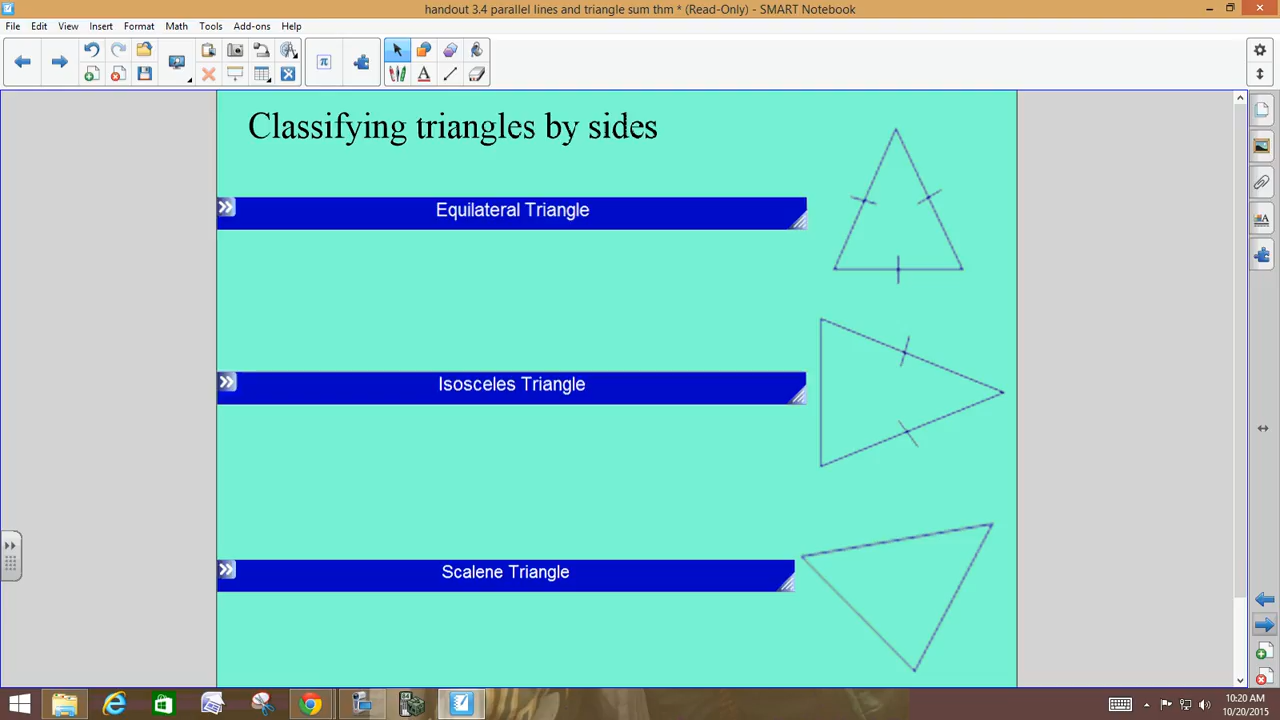 handout 3.4 parallel lines and triangle sum thm * (Read-Only) - SMART Notebook
File Edit View Insert Format Math Tools Add-ons Help
Classifying triangles by sides
Equilateral Triangle
Isosceles Triangle
Scalene Triangle
10:20 AM
10/20/2015